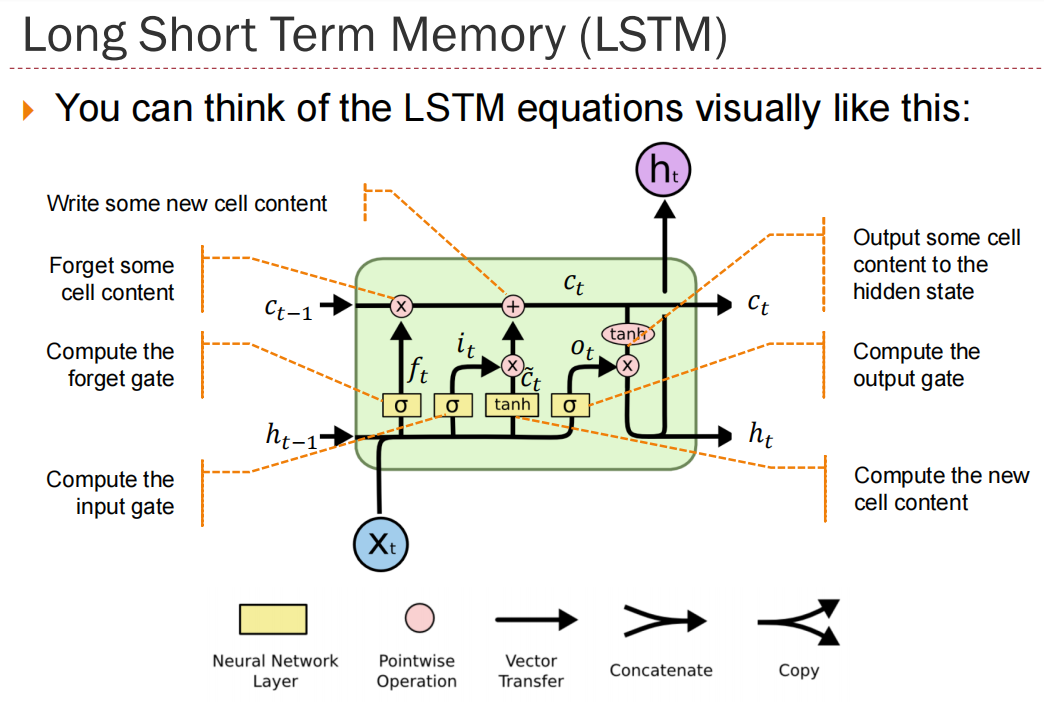 Long Short Term Memory (LSTM)
You can think of the LSTM equations visually like this:
hₜ
Write some new cell content
Forget some
cell content
Output some cell
content to the
hidden state
cₜ₋₁
x
+
cₜ
cₜ
tanh
Compute the
forget gate
fₜ
iₜ
x
c̃ₜ
oₜ
x
Compute the
output gate
σ
σ
tanh
σ
hₜ₋₁
hₜ
Compute the
input gate
Compute the new
cell content
xₜ
Neural Network
Layer
Pointwise
Operation
Vector
Transfer
Concatenate
Copy